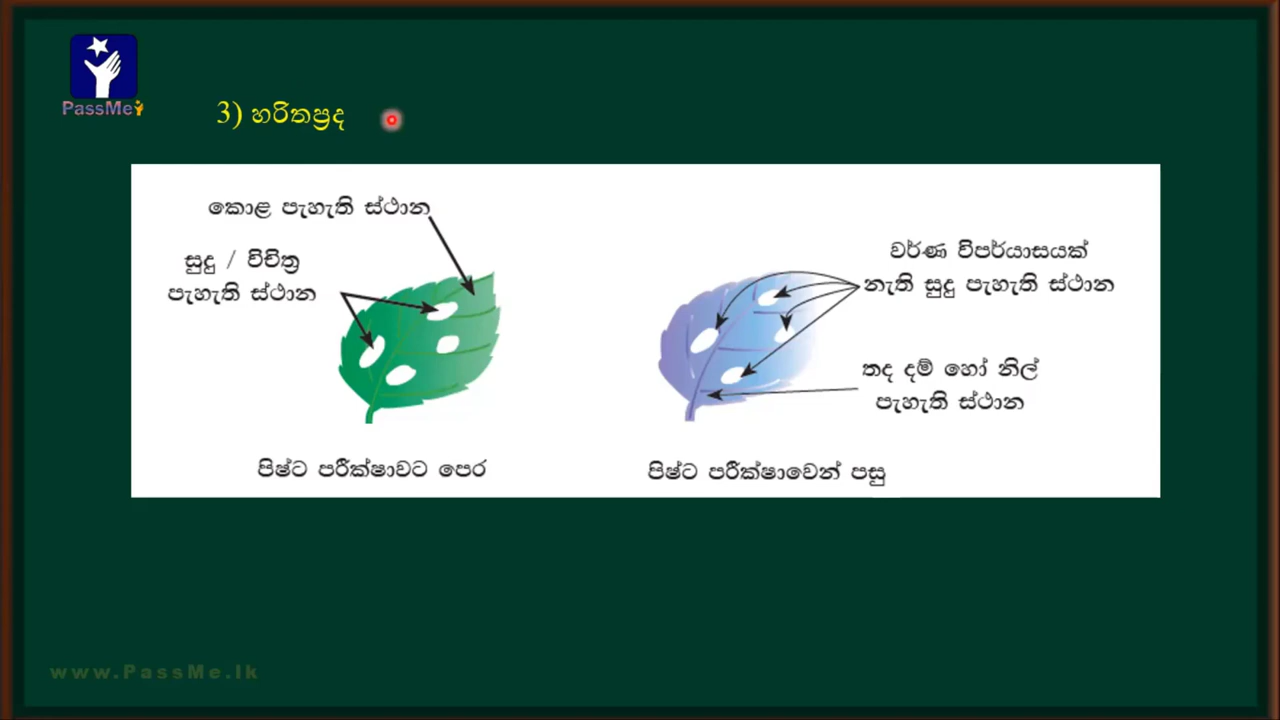 PassMe
3) හරිතප්‍රද
කොළ පැහැති ස්ථාන
සුදු / විචිත්‍ර
පැහැති ස්ථාන
වර්ණ විපර්යාසයක්
නැති සුදු පැහැති ස්ථාන
තද දම් හෝ නිල්
පැහැති ස්ථාන
පිෂ්ට පරීක්ෂාවට පෙර
පිෂ්ට පරීක්ෂාවෙන් පසු
www.PassMe.lk